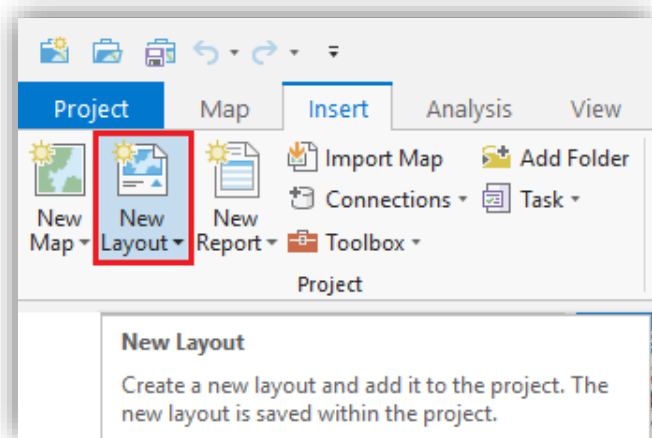 Project Map Insert Analysis View
New Map
New Layout
New Report
Import Map Add Folder
Connections Task
Toolbox
Project
New Layout
Create a new layout and add it to the project. The
new layout is saved within the project.